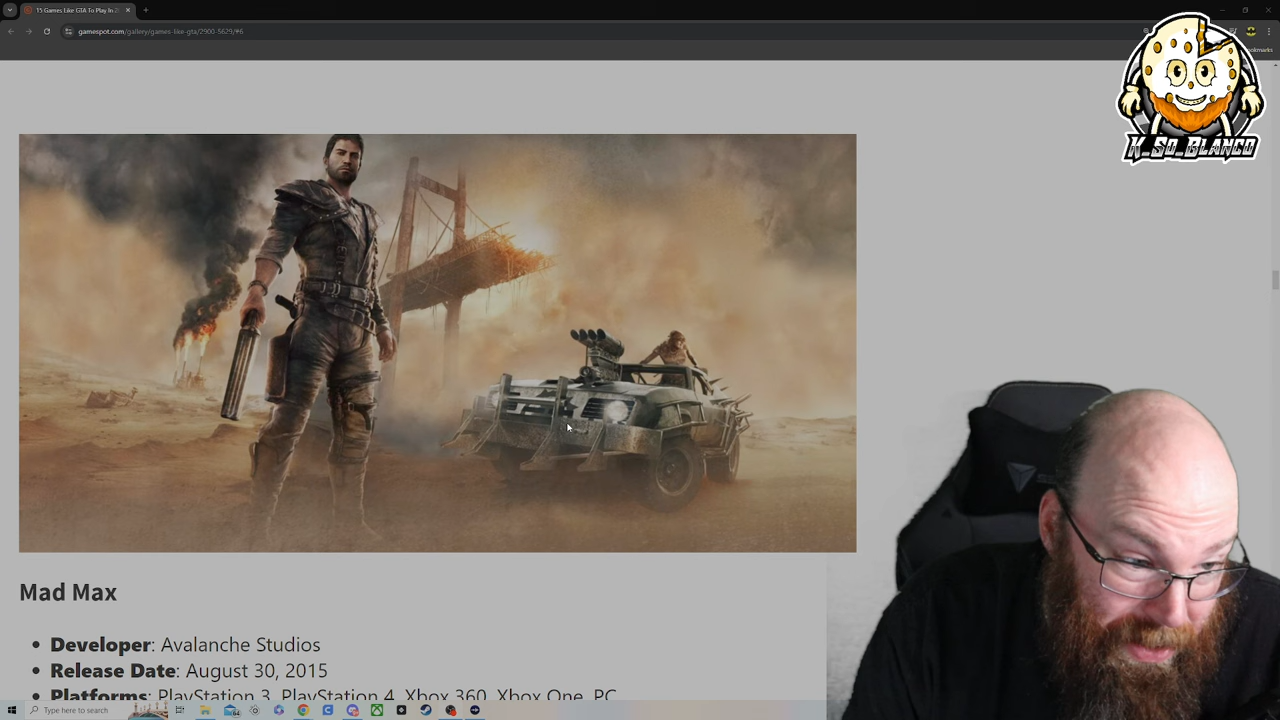 15 Games Like GTA To Play In 2
gamespot.com/gallery/games-like-gta/2900-5629/#6
ookmarks
K_So_Blanco
Mad Max
• Developer: Avalanche Studios
• Release Date: August 30, 2015
• Platforms: PlayStation 3, PlayStation 4, Xbox 360, Xbox One, PC
Type here to search